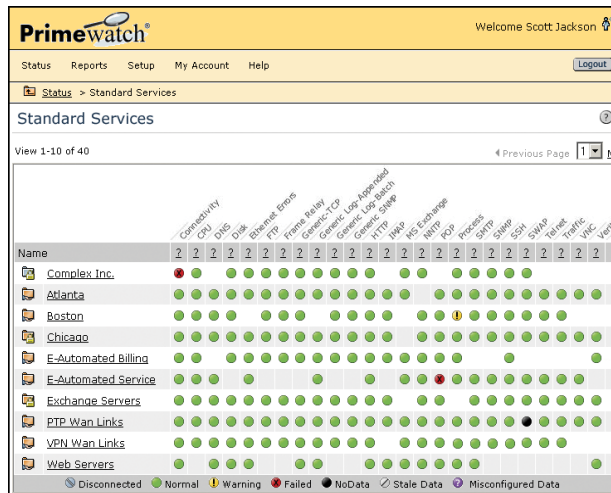 Primewatch®
Welcome Scott Jackson
Status Reports Setup My Account Help
Logout
Status > Standard Services
Standard Services
?
View 1-10 of 40
Previous Page 1
Connectivity CPU DNS Disk Ethernet Errors FTP Frame Relay Generic-TCP Generic Log-Appended Generic Log-Batch Generic SNMP HTTP IMAP MS Exchange NNTP POP Process SMTP SNMP SSH SWAP Telnet Traffic VNC
Name ? ? ? ? ? ? ? ? ? ? ? ? ? ? ? ? ? ? ? ? ? ? ? ? ?
Complex Inc.
Atlanta
Boston
Chicago
E-Automated Billing
E-Automated Service
Exchange Servers
PTP Wan Links
VPN Wan Links
Web Servers
Disconnected Normal Warning Failed NoData Stale Data ? Misconfigured Data